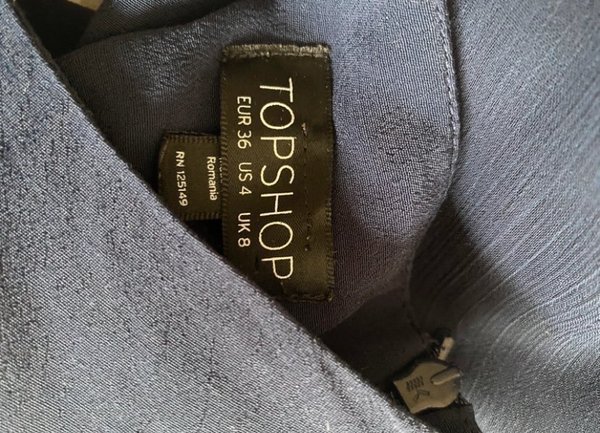 TOPSHOP
EUR 36 US 4 UK 8
Romania
RN 125149